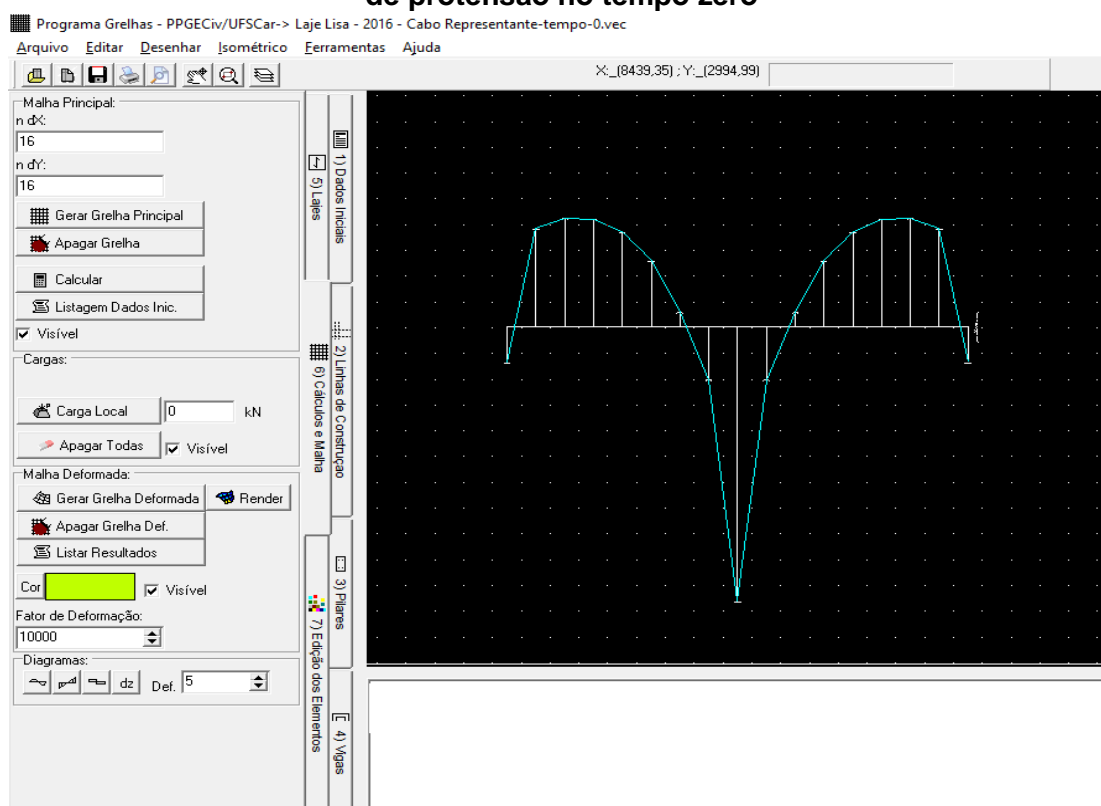 de protensão no tempo zero
Programa Grelhas - PPGECiv/UFSCar-> Laje Lisa - 2016 - Cabo Representante-tempo-0.vec
Arquivo Editar Desenhar Isométrico Ferramentas Ajuda
X:_(8439,35) ; Y:_(2994,99)
Malha Principal:
n dX:
16
n dY:
16
Gerar Grelha Principal
Apagar Grelha
Calcular
Listagem Dados Inic.
Visível
Cargas:
Carga Local 0 kN
Apagar Todas Visível
Malha Deformada:
Gerar Grelha Deformada Render
Apagar Grelha Def.
Listar Resultados
Cor Visível
Fator de Deformação:
10000
Diagramas:
dz Def. 5
5) Lajes
6) Cálculos e Malha
7) Edição dos Elementos
1) Dados Iniciais
2) Linhas de Construçao
3) Pilares
4) Vigas